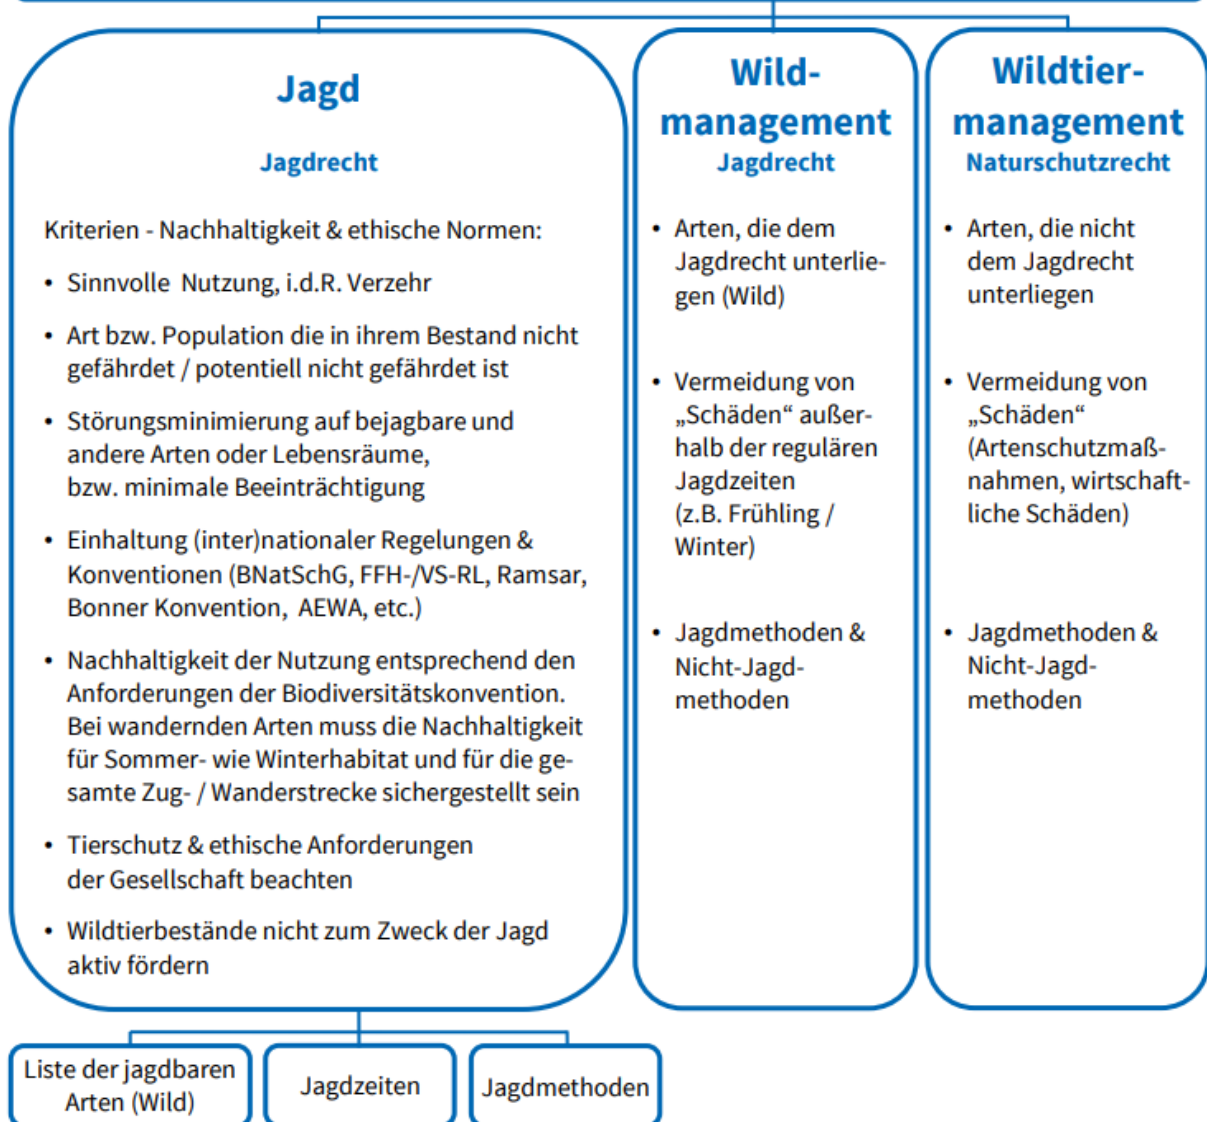 Jagd
Jagdrecht
Kriterien - Nachhaltigkeit & ethische Normen:
• Sinnvolle Nutzung, i.d.R. Verzehr
• Art bzw. Population die in ihrem Bestand nicht
gefährdet / potentiell nicht gefährdet ist
• Störungsminimierung auf bejagbare und
andere Arten oder Lebensräume,
bzw. minimale Beeinträchtigung
• Einhaltung (inter)nationaler Regelungen &
Konventionen (BNatSchG, FFH-/VS-RL, Ramsar,
Bonner Konvention, AEWA, etc.)
• Nachhaltigkeit der Nutzung entsprechend den
Anforderungen der Biodiversitätskonvention.
Bei wandernden Arten muss die Nachhaltigkeit
für Sommer- wie Winterhabitat und für die ge-
samte Zug- / Wanderstrecke sichergestellt sein
• Tierschutz & ethische Anforderungen
der Gesellschaft beachten
• Wildtierbestände nicht zum Zweck der Jagd
aktiv fördern
Wild-
management
Jagdrecht
• Arten, die dem
Jagdrecht unterlie-
gen (Wild)
• Vermeidung von
„Schäden“ außer-
halb der regulären
Jagdzeiten
(z.B. Frühling /
Winter)
• Jagdmethoden &
Nicht-Jagd-
methoden
Wildtier-
management
Naturschutzrecht
• Arten, die nicht
dem Jagdrecht
unterliegen
• Vermeidung von
„Schäden“
(Artenschutzmaß-
nahmen, wirtschaft-
liche Schäden)
• Jagdmethoden &
Nicht-Jagd-
methoden
Liste der jagdbaren
Arten (Wild)
Jagdzeiten
Jagdmethoden